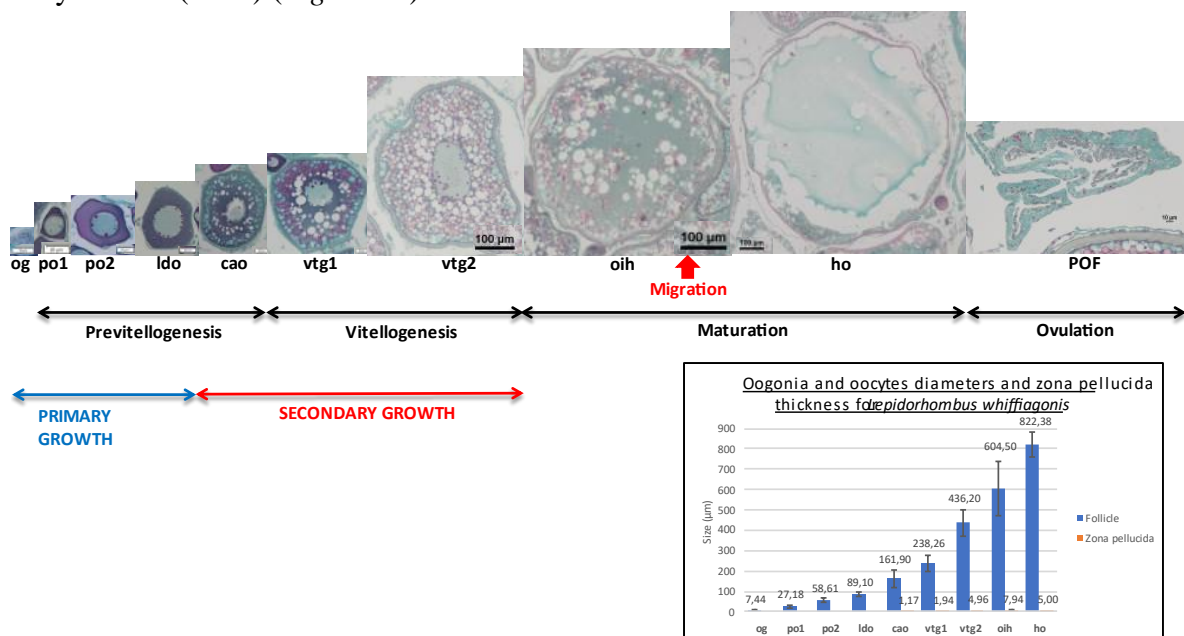 100 µm
100 µm
100 µm
10 µm
og po1 po2 ldo cao vtg1 vtg2 oih ho POF
Migration
Previtellogenesis Vitellogenesis Maturation Ovulation
PRIMARY
GROWTH
SECONDARY GROWTH
Oogonia and oocytes diameters and zona pellucida
thickness for Lepidorhombus whiffiagonis
900
800
700
600
500
400
300
200
100
0
Size (µm)
7,44
27,18
58,61
89,10
161,90
1,17
238,26
1,94
436,20
4,96
604,50
7,94
822,38
5,00
og po1 po2 ldo cao vtg1 vtg2 oih ho
Follicle
Zona pellucida